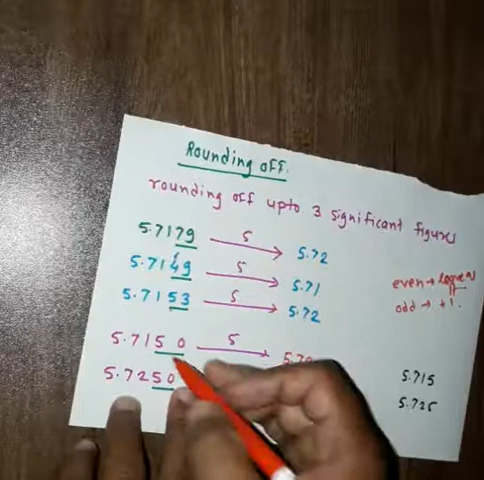 Rounding off.
rounding off upto 3 significant figures
5.7179 5 → 5.72
5.7149 5 → 5.71
5.7153 5 → 5.72
even →
odd → +1.
5.7150 5 →
5.7250
5.715
5.725